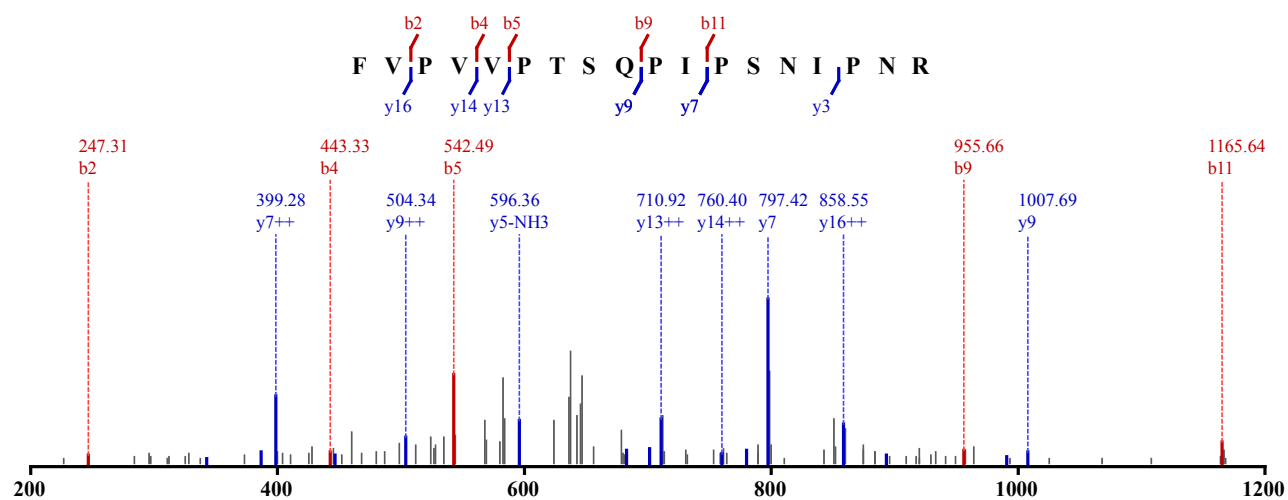 b2 b4 b5 b9 b11
F V P V V P T S Q P I P S N I P N R
y16 y14 y13 y9 y7 y3
247.31 443.33 542.49 955.66 1165.64
b2 b4 b5 b9 b11
399.28 504.34 596.36 710.92 760.40 797.42 858.55 1007.69
y7++ y9++ y5-NH3 y13++ y14++ y7 y16++ y9
200 400 600 800 1000 1200